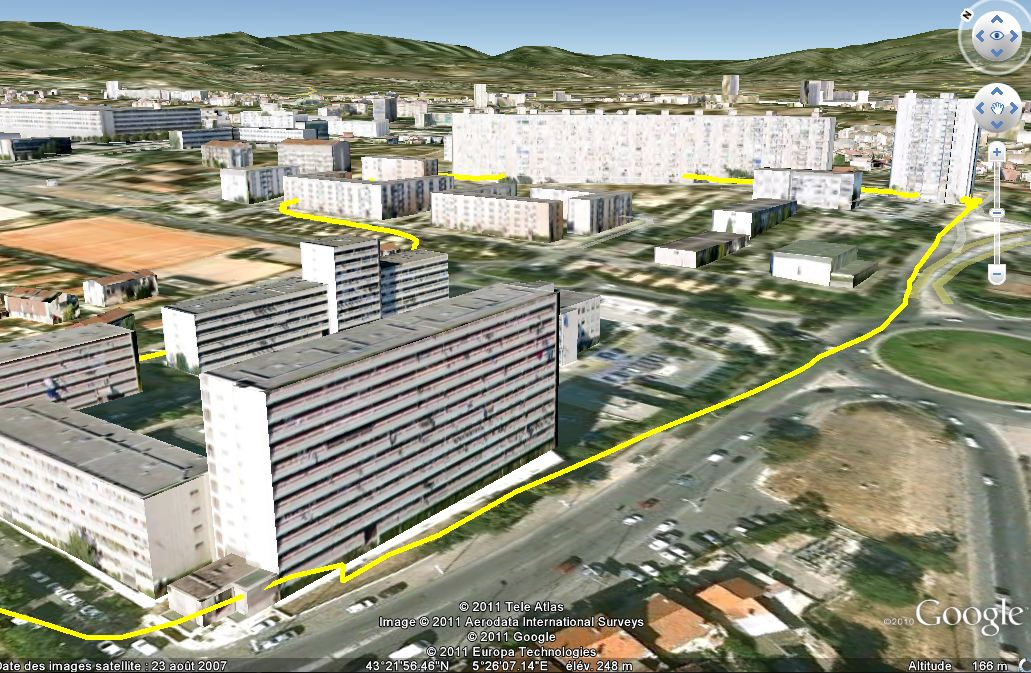 N
© 2011 Tele Atlas
Image © 2011 Aerodata International Surveys
© 2011 Google
© 2011 Europa Technologies
©2010 Google
Date des images satellite : 23 août 2007 43°21'56.46"N 5°26'07.14"E élév. 248 m Altitude 166 m